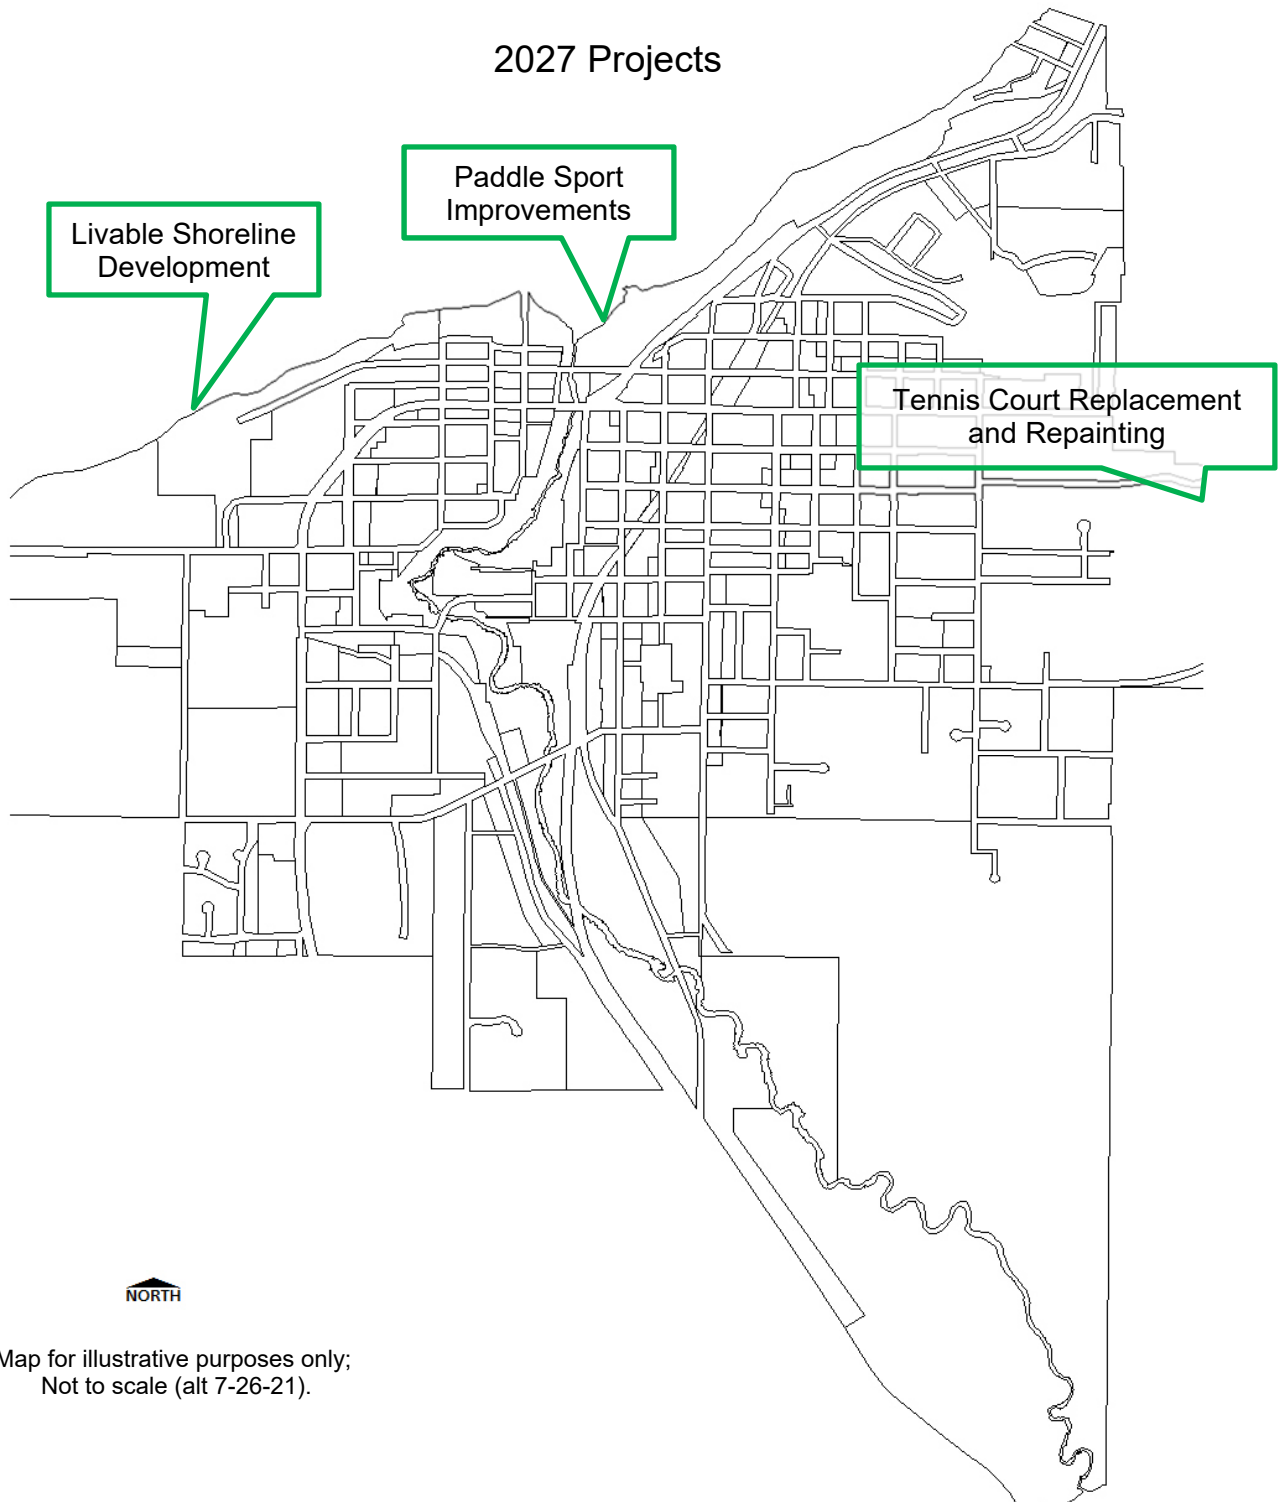 2027 Projects
Paddle Sport
Improvements
Livable Shoreline
Development
Tennis Court Replacement
and Repainting
NORTH
Map for illustrative purposes only;
Not to scale (alt 7-26-21).